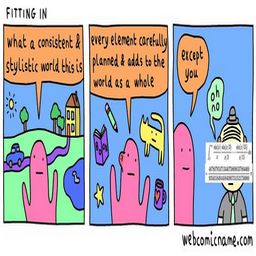 FITTING IN
what a consistent &
stylistic world this is
every element carefully
planned & adds to the
world as a whole
except
you
oh
no
webcomicname.com